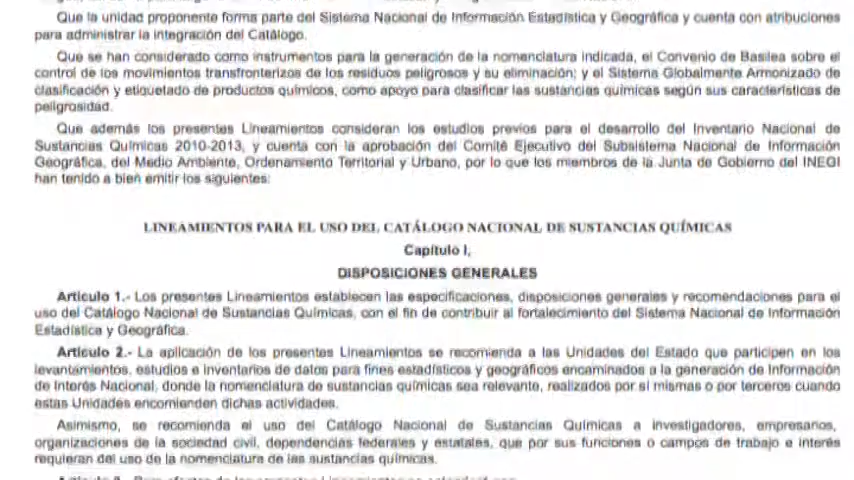 Que la unidad proponente forma parte del Sistema Nacional de Información Estadística y Geográfica y cuenta con atribuciones
para administrar la integración del Catálogo.
Que se han considerado como instrumentos para la generación de la nomenclatura indicada, el Convenio de Basilea sobre el
control de los movimientos transfronterizos de los residuos peligrosos y su eliminación; y el Sistema Globalmente Armonizado de
clasificación y etiquetado de productos químicos, como apoyo para clasificar las sustancias químicas según sus características de
peligrosidad.
Que además los presentes Lineamientos consideran los estudios previos para el desarrollo del Inventario Nacional de
Sustancias Químicas 2010-2013, y cuenta con la aprobación del Comité Ejecutivo del Subsistema Nacional de Información
Geográfica, del Medio Ambiente, Ordenamiento Territorial y Urbano, por lo que los miembros de la Junta de Gobierno del INEGI
han tenido a bien emitir los siguientes:
LINEAMIENTOS PARA EL USO DEL CATÁLOGO NACIONAL DE SUSTANCIAS QUÍMICAS
Capítulo I,
DISPOSICIONES GENERALES
Artículo 1.- Los presentes Lineamientos establecen las especificaciones, disposiciones generales y recomendaciones para el
uso del Catálogo Nacional de Sustancias Químicas, con el fin de contribuir al fortalecimiento del Sistema Nacional de Información
Estadística y Geográfica.
Artículo 2.- La aplicación de los presentes Lineamientos se recomienda a las Unidades del Estado que participen en los
levantamientos, estudios e inventarios de datos para fines estadísticos y geográficos encaminados a la generación de Información
de Interés Nacional, donde la nomenclatura de sustancias químicas sea relevante, realizados por sí mismas o por terceros cuando
estas Unidades encomienden dichas actividades.
Asimismo, se recomienda el uso del Catálogo Nacional de Sustancias Químicas a investigadores, empresarios,
organizaciones de la sociedad civil, dependencias federales y estatales, que por sus funciones o campos de trabajo e interés
requieran del uso de la nomenclatura de las sustancias químicas.